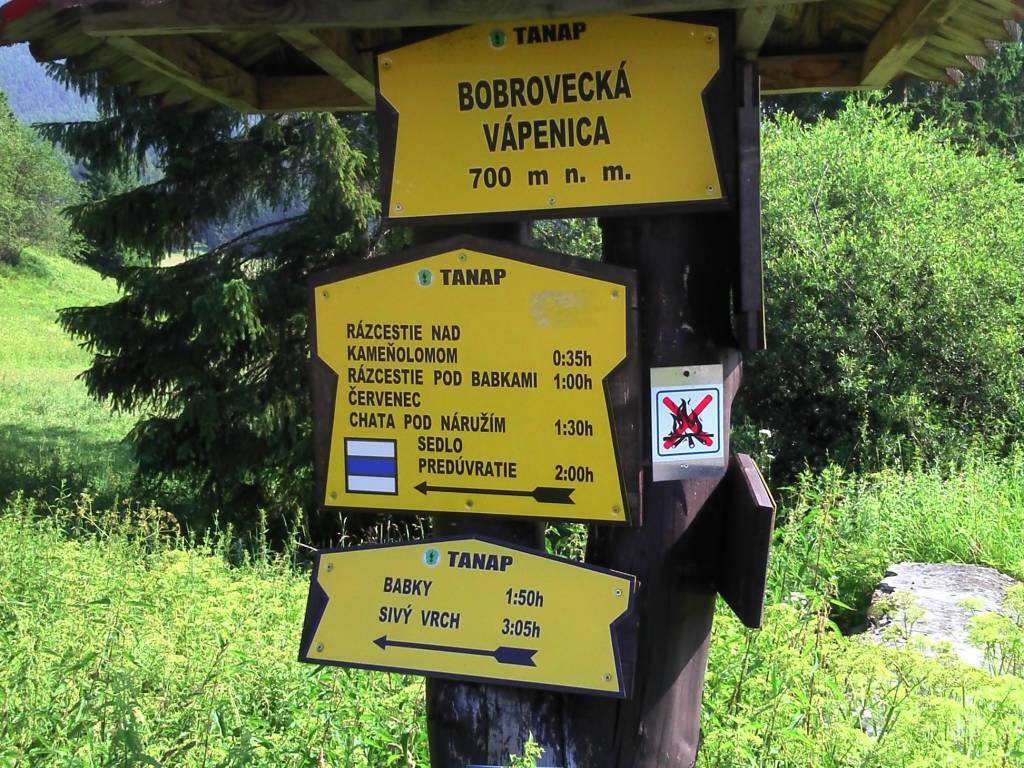 TANAP
BOBROVECKÁ
VÁPENICA
700 m n. m.
TANAP
RÁZCESTIE NAD
KAMEŇOLOMOM 0:35h
RÁZCESTIE POD BABKAMI 1:00h
ČERVENEC
CHATA POD NÁRUŽÍM 1:30h
SEDLO
PREDÚVRATIE 2:00h
TANAP
BABKY 1:50h
SIVÝ VRCH 3:05h